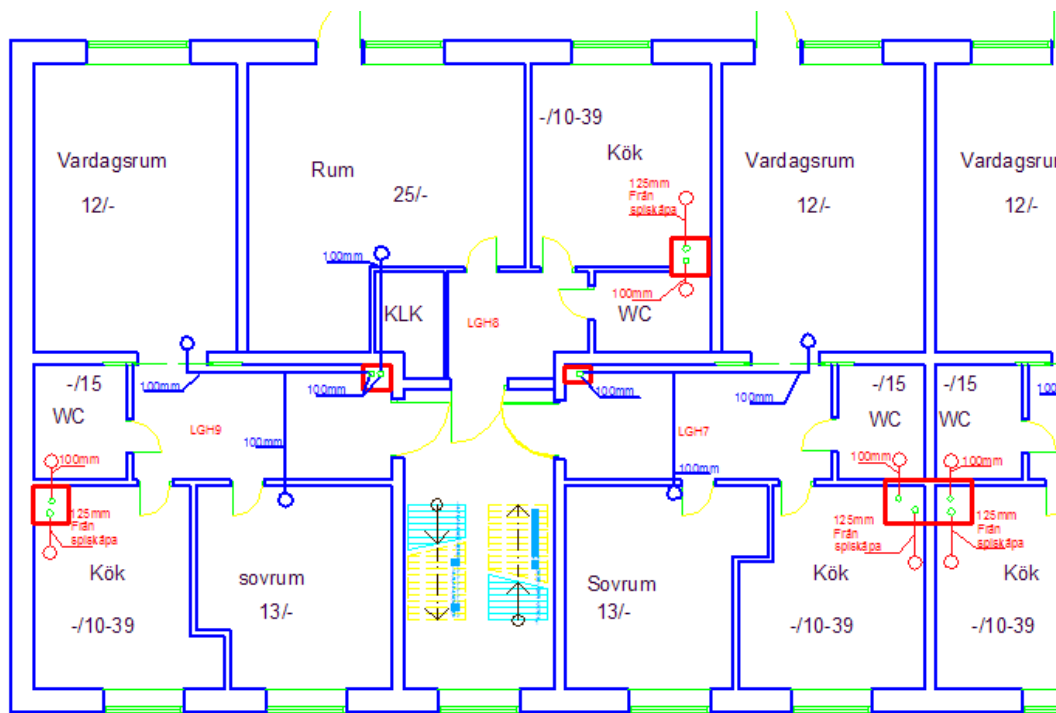 -/10-39
Kök
Vardagsrum
12/-
Rum
25/-
125mm
Från
spiskåpa
Vardagsrum
12/-
Vardagsru
12/-
100mm
100mm
KLK
LGH8
WC
-/15
WC
100mm
100mm
100mm
100mm
-/15
WC
-/15
WC
100
LGH9
100mm
LGH7
100mm
100mm
100mm
100mm
125mm
Från
spiskåpa
125mm
Från
spiskåpa
125mm
Från
spiskåpa
Kök
-/10-39
sovrum
13/-
Sovrum
13/-
Kök
-/10-39
Kök
-/10-39